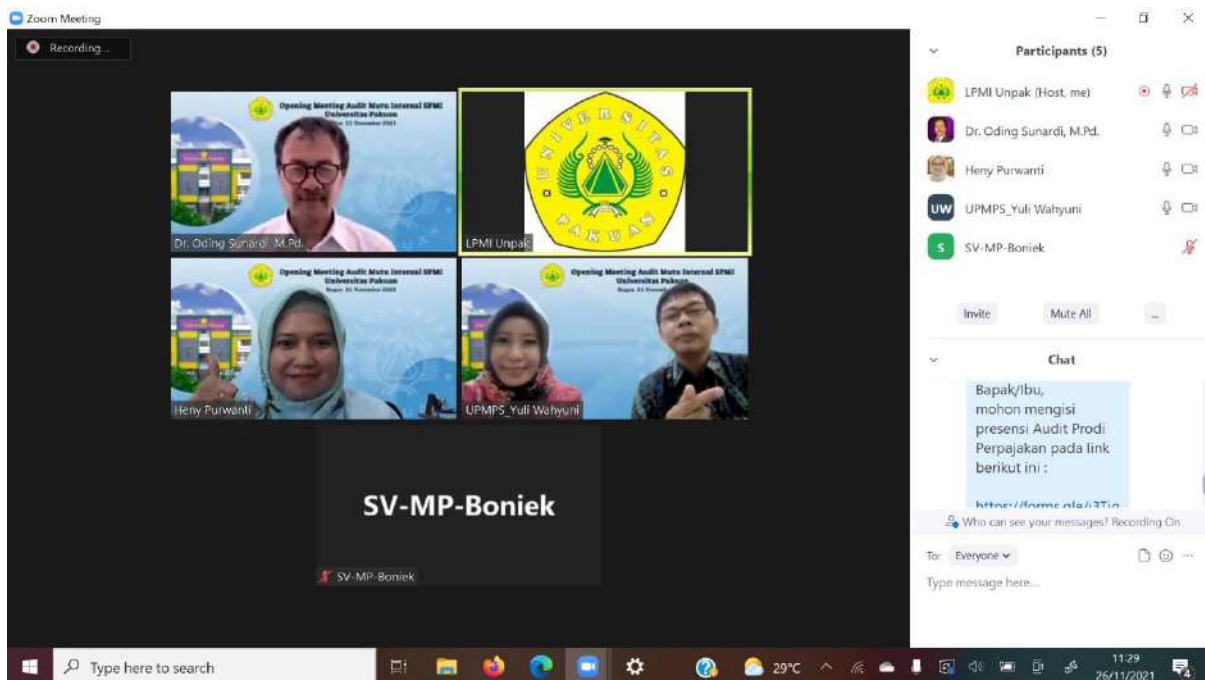 Zoom Meeting
Recording...
Opening Meeting Audit Mutu Internal SPMI
Universitas Pakuan
Dr. Oding Sunardi, M.Pd.
UNIVERSITAS
PAKUAN
LPMI Unpak
Opening Meeting Audit Mutu Internal SPMI
Universitas Pakuan
Heny Purwanti
Opening Meeting Audit Mutu Internal SPMI
Universitas Pakuan
UPMPS_Yuli Wahyuni
SV-MP-Boniek
SV-MP-Boniek
Participants (5)
LPMI Unpak (Host, me)
Dr. Oding Sunardi, M.Pd.
Heny Purwanti
UW
UPMPS_Yuli Wahyuni
S
SV-MP-Boniek
Invite
Mute All
...
Chat
Bapak/Ibu,
mohon mengisi
presensi Audit Prodi
Perpajakan pada link
berikut ini :
Who can see your messages? Recording On
To: Everyone
Type message here...
Type here to search
29°C
11:29
26/11/2021
4